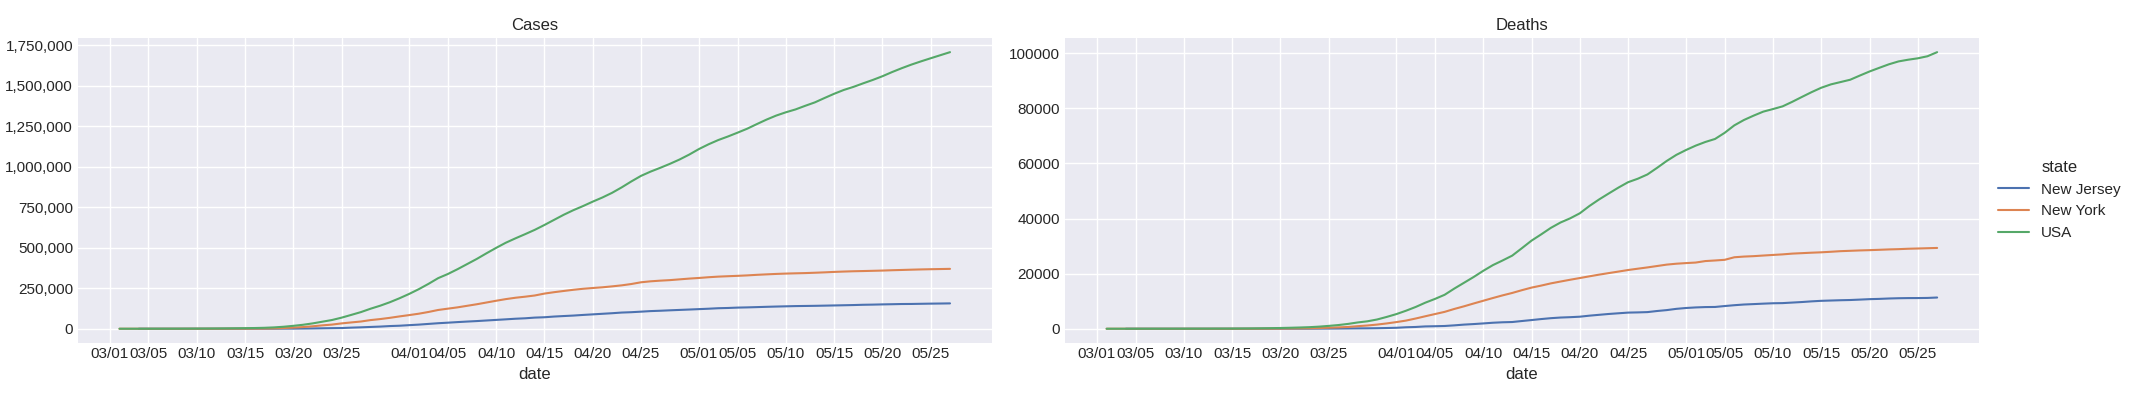 Cases
1,750,000
1,500,000
1,250,000
1,000,000
750,000
500,000
250,000
0
03/01 03/05 03/10 03/15 03/20 03/25 04/01 04/05 04/10 04/15 04/20 04/25 05/01 05/05 05/10 05/15 05/20 05/25
date
Deaths
100000
80000
60000
40000
20000
0
03/01 03/05 03/10 03/15 03/20 03/25 04/01 04/05 04/10 04/15 04/20 04/25 05/01 05/05 05/10 05/15 05/20 05/25
date
state
New Jersey
New York
USA